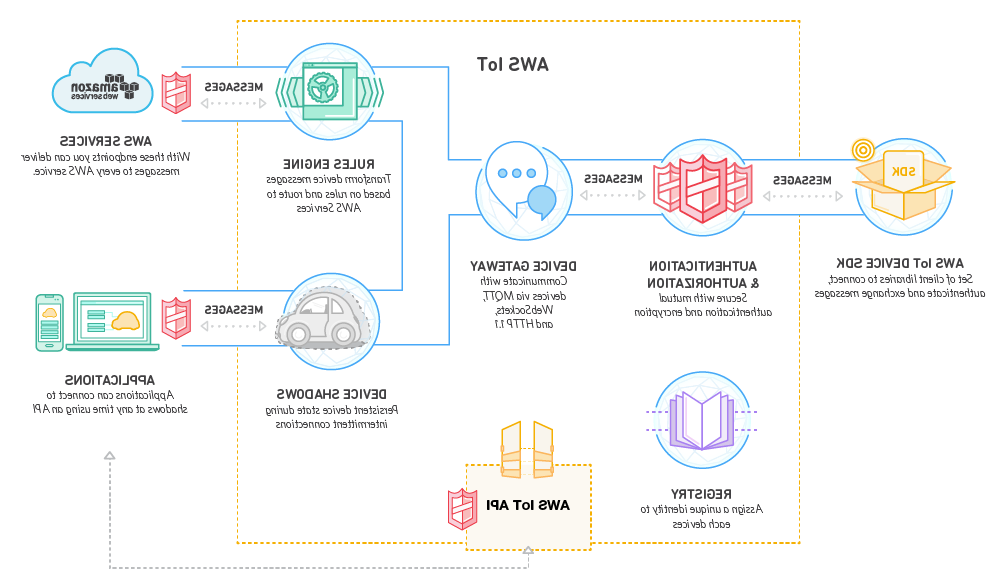 AWS IoT
amazon
web services
MESSAGES
AWS SERVICES
With these endpoints you can deliver
messages to every AWS service.
RULES ENGINE
Transform device messages
based on rules and route to
AWS Services
DEVICE GATEWAY
Communicate with
devices via MQTT,
WebSockets,
and HTTP 1.1
MESSAGES
AUTHENTICATION
& AUTHORIZATION
Secure with mutual
authentication and encryption
MESSAGES
SDK
AWS IoT DEVICE SDK
Set of client libraries to connect,
authenticate and exchange messages
MESSAGES
APPLICATIONS
Applications can connect to
shadows at any time using an API
DEVICE SHADOWS
Persistent device state during
intermittent connections
AWS IoT API
REGISTRY
Assign a unique identity to
each devices